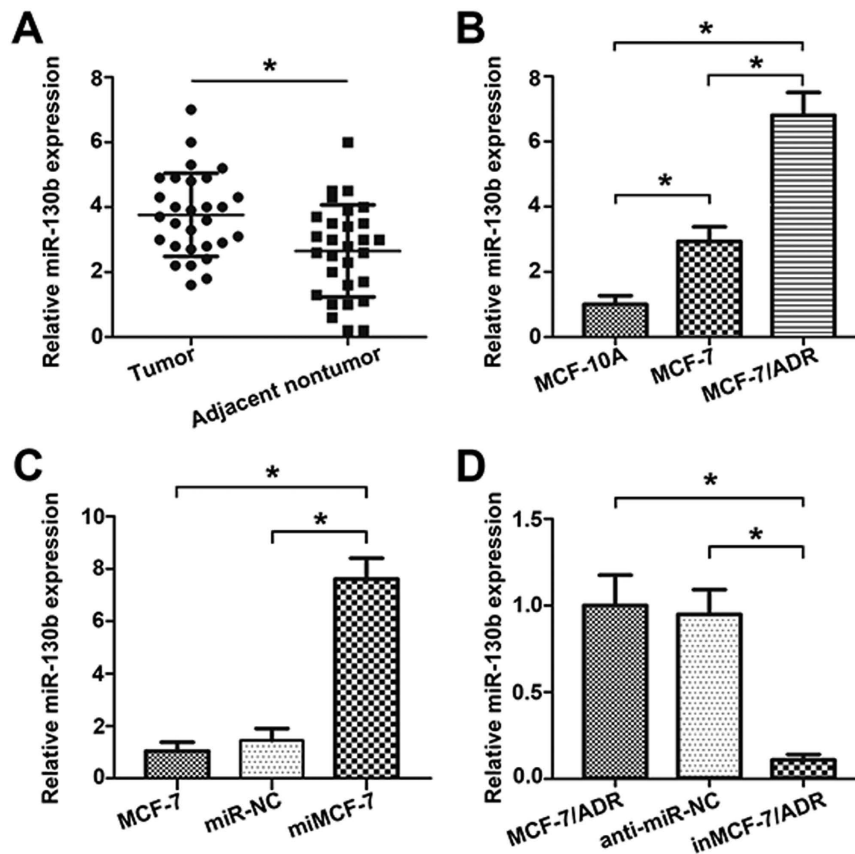 A
Relative miR-130b expression
8
6
4
2
0
*
Tumor
Adjacent nontumor
B
Relative miR-130b expression
8
6
4
2
0
*
*
*
MCF-10A
MCF-7
MCF-7/ADR
C
Relative miR-130b expression
10
8
6
4
2
0
*
*
MCF-7
miR-NC
miMCF-7
D
Relative miR-130b expression
1.5
1.0
0.5
0.0
*
*
MCF-7/ADR
anti-miR-NC
inMCF-7/ADR